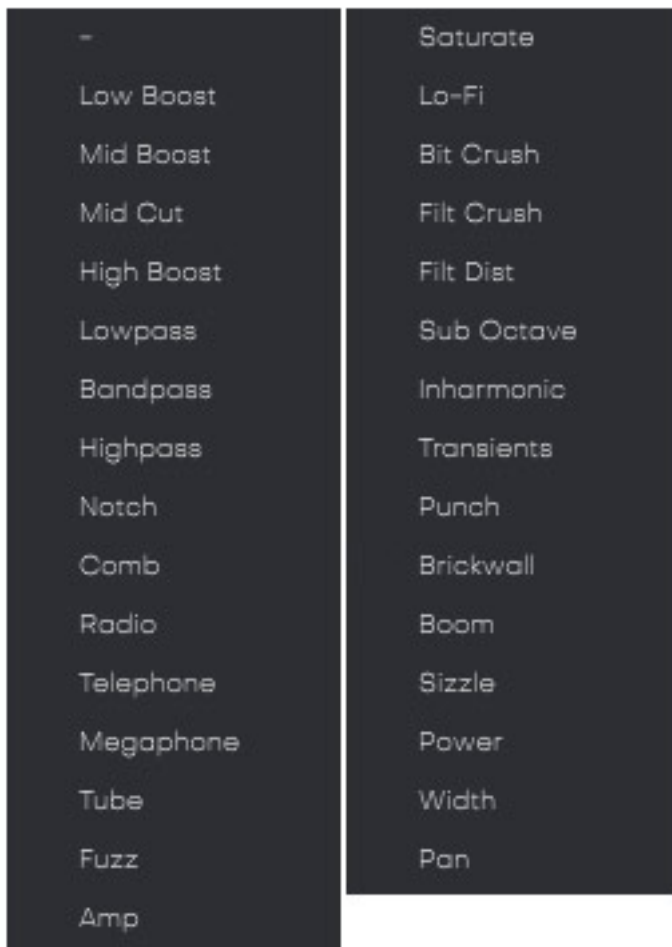 -
Low Boost
Mid Boost
Mid Cut
High Boost
Lowpass
Bandpass
Highpass
Notch
Comb
Radio
Telephone
Megaphone
Tube
Fuzz
Amp
Saturate
Lo-Fi
Bit Crush
Filt Crush
Filt Dist
Sub Octave
Inharmonic
Transients
Punch
Brickwall
Boom
Sizzle
Power
Width
Pan